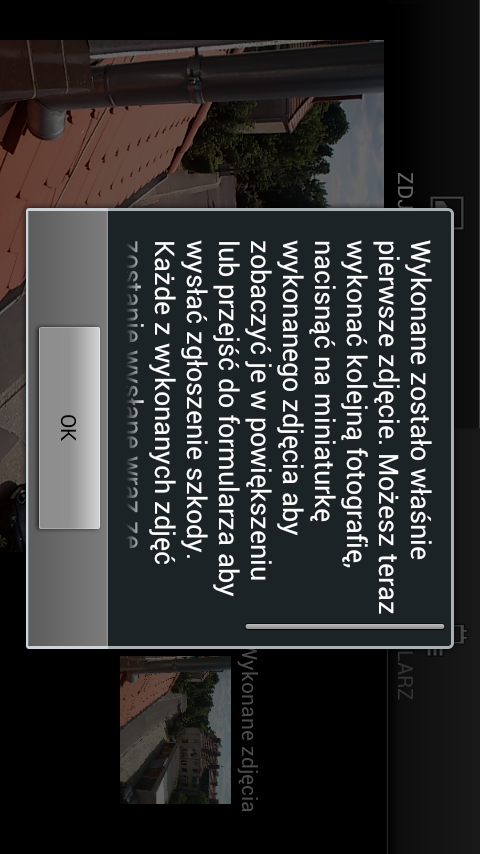 ZDJ
LARZ
Wykonane zostało właśnie
pierwsze zdjęcie. Możesz teraz
wykonać kolejną fotografię,
nacisnąć na miniaturkę
wykonanego zdjęcia aby
zobaczyć je w powiększeniu
lub przejść do formularza aby
wysłać zgłoszenie szkody.
Każde z wykonanych zdjęć
zostanie wysłane wraz ze
OK
Wykonane zdjęcia